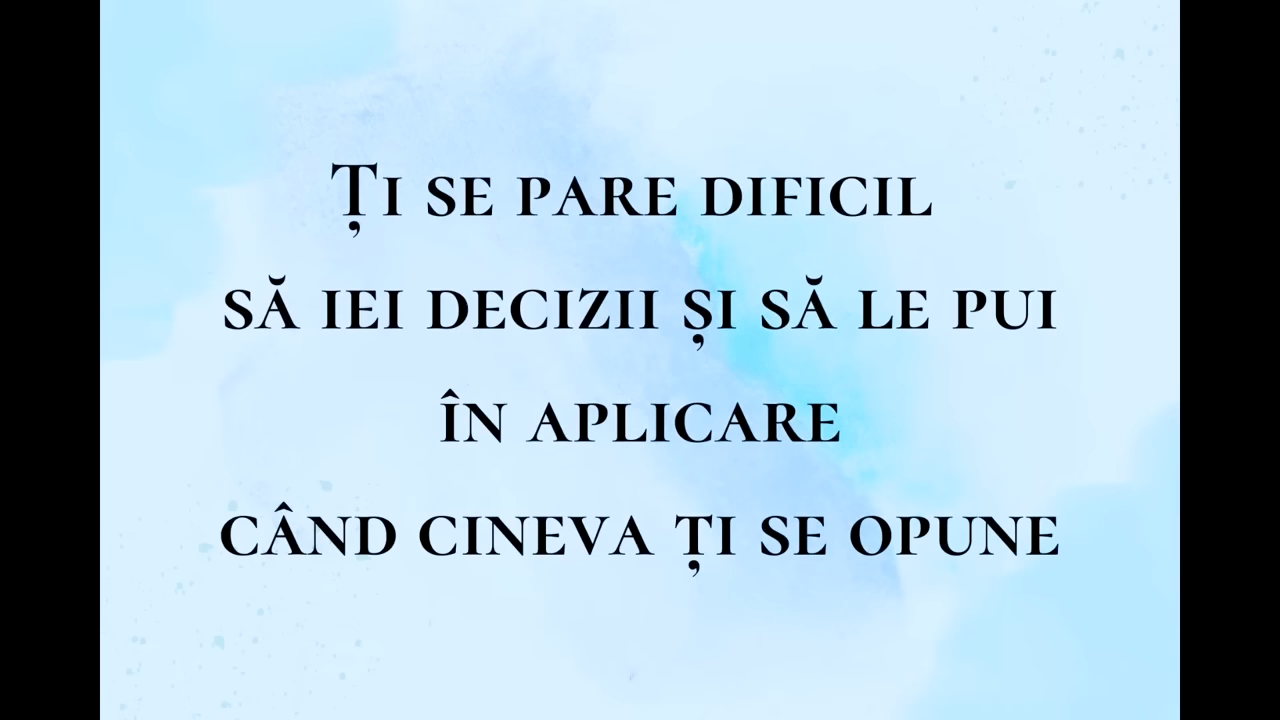 Ți se pare dificil
să iei decizii și să le pui
în aplicare
când cineva ți se opune